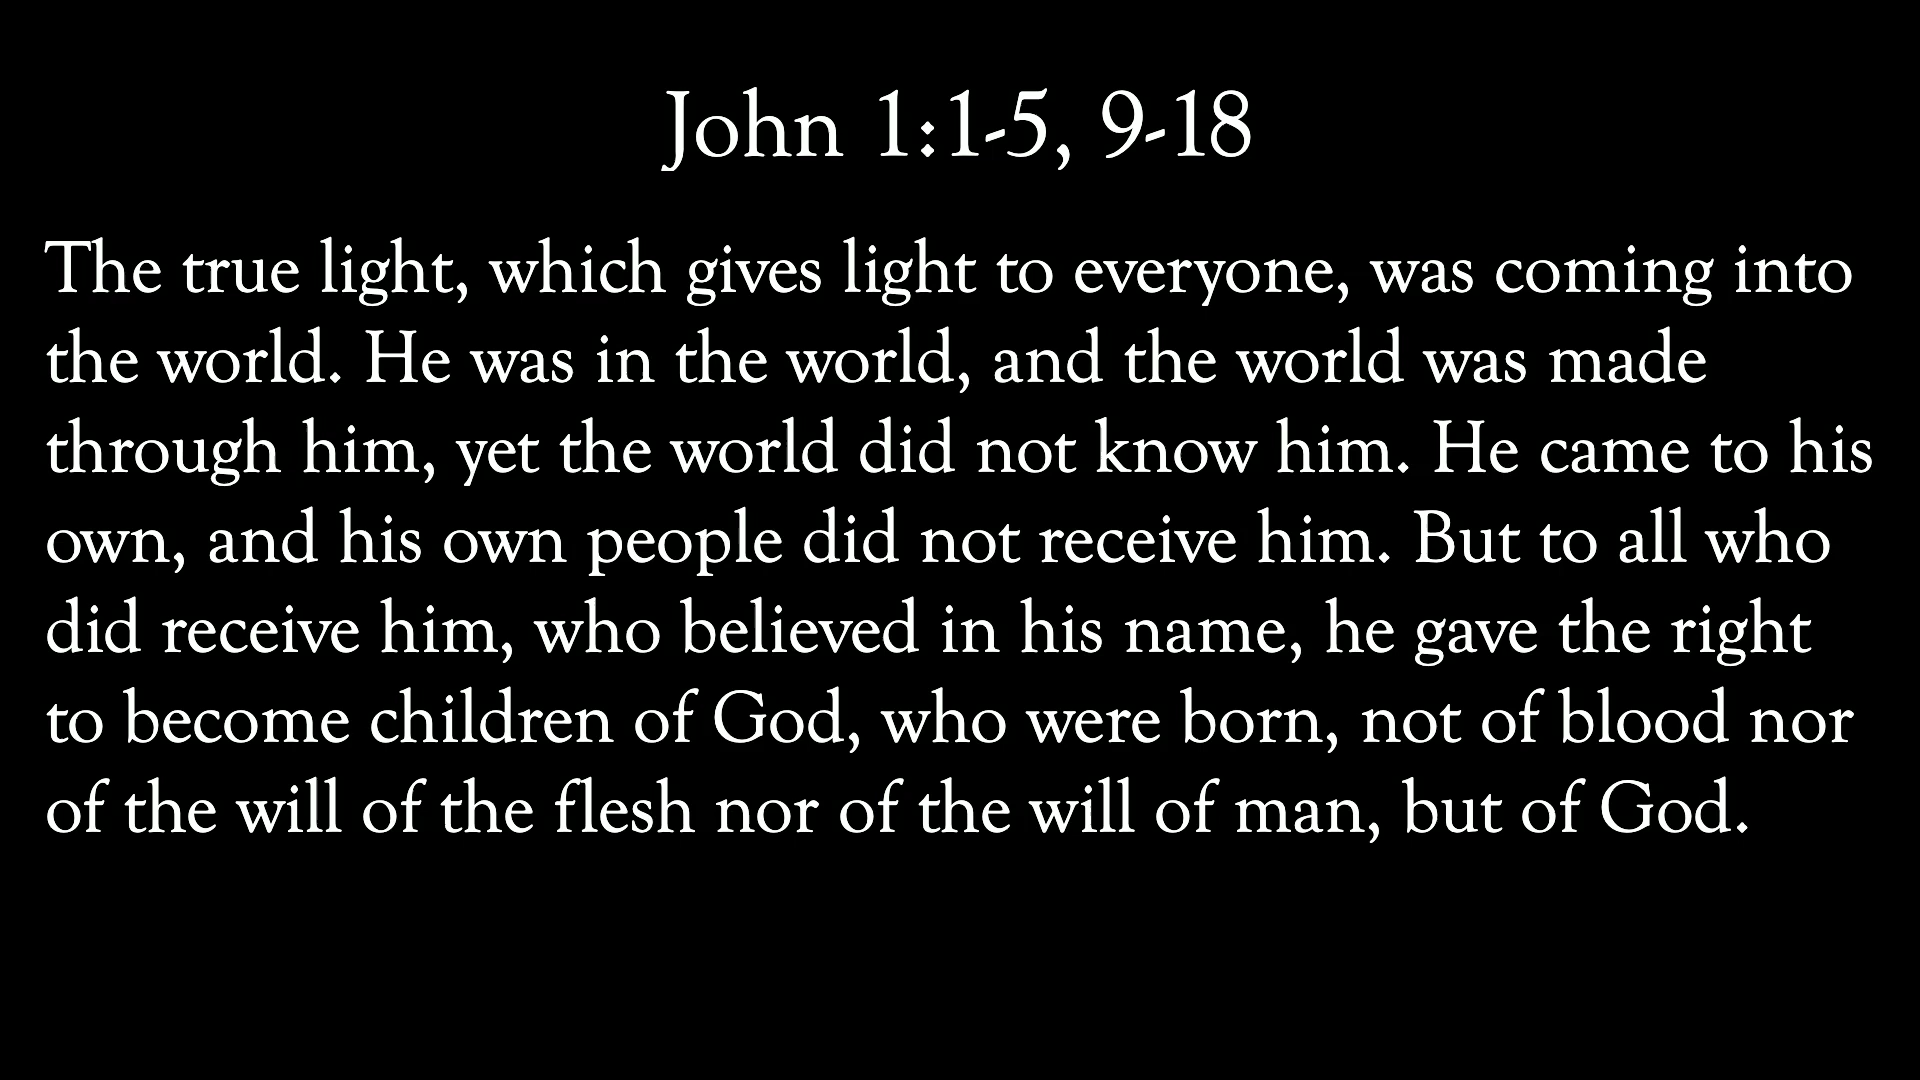 John 1:1-5, 9-18
The true light, which gives light to everyone, was coming into
the world. He was in the world, and the world was made
through him, yet the world did not know him. He came to his
own, and his own people did not receive him. But to all who
did receive him, who believed in his name, he gave the right
to become children of God, who were born, not of blood nor
of the will of the flesh nor of the will of man, but of God.